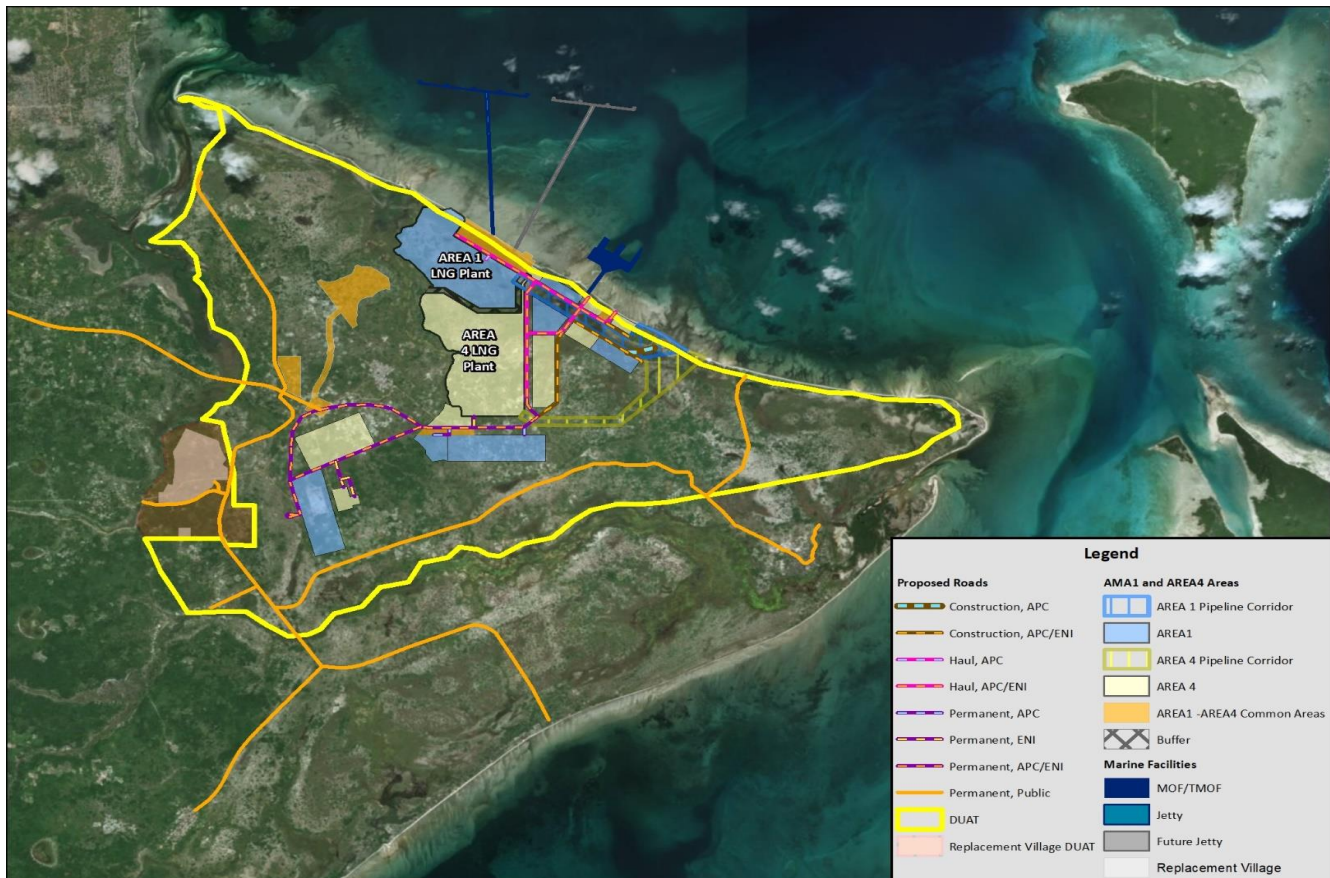 AREA 1
LNG Plant
AREA
4 LNG
Plant
Legend
Proposed Roads
Construction, APC
Construction, APC/ENI
Haul, APC
Haul, APC/ENI
Permanent, APC
Permanent, ENI
Permanent, APC/ENI
Permanent, Public
DUAT
Replacement Village DUAT
AMA1 and AREA4 Areas
AREA 1 Pipeline Corridor
AREA1
AREA 4 Pipeline Corridor
AREA 4
AREA1 -AREA4 Common Areas
Buffer
Marine Facilities
MOF/TMOF
Jetty
Future Jetty
Replacement Village